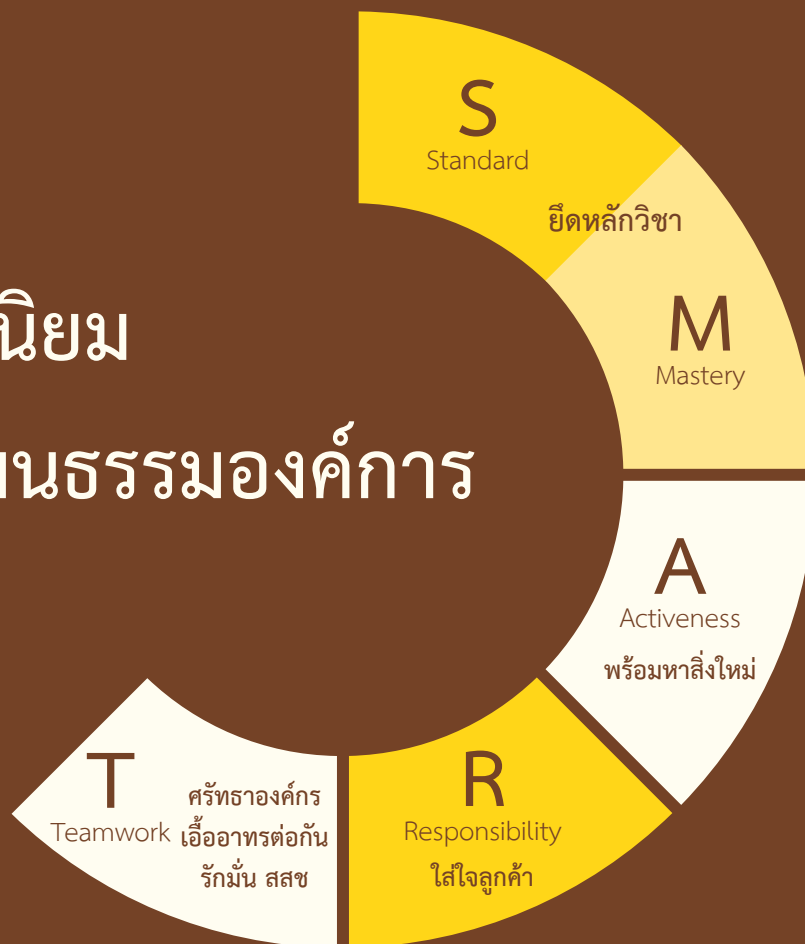 นิยม
นธรรมองค์การ
S
Standard
ยึดหลักวิชา
M
Mastery
A
Activeness
พร้อมหาสิ่งใหม่
R
Responsibility
ใส่ใจลูกค้า
T
Teamwork
ศรัทธาองค์กร
เอื้ออาทรต่อกัน
รักมั่น สสช